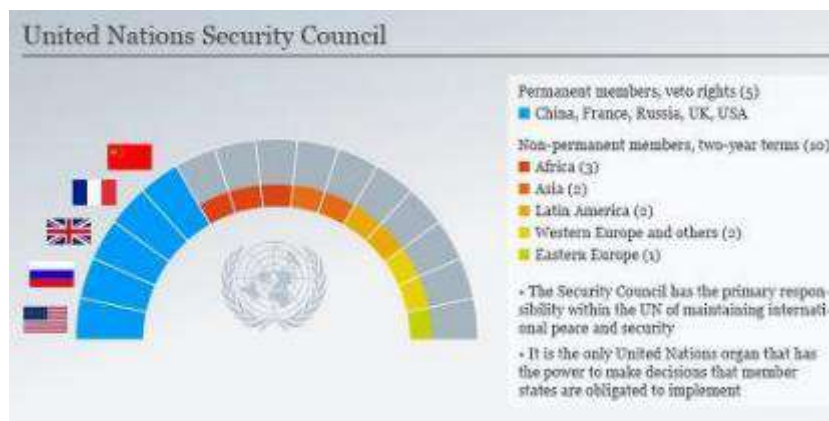 United Nations Security Council
Permanent members, veto rights (5)
China, France, Russia, UK, USA
Non-permanent members, two-year terms (10)
Africa (3)
Asia (2)
Latin America (2)
Western Europe and others (2)
Eastern Europe (1)
• The Security Council has the primary respon-
sibility within the UN of maintaining internati-
onal peace and security
• It is the only United Nations organ that has
the power to make decisions that member
states are obligated to implement